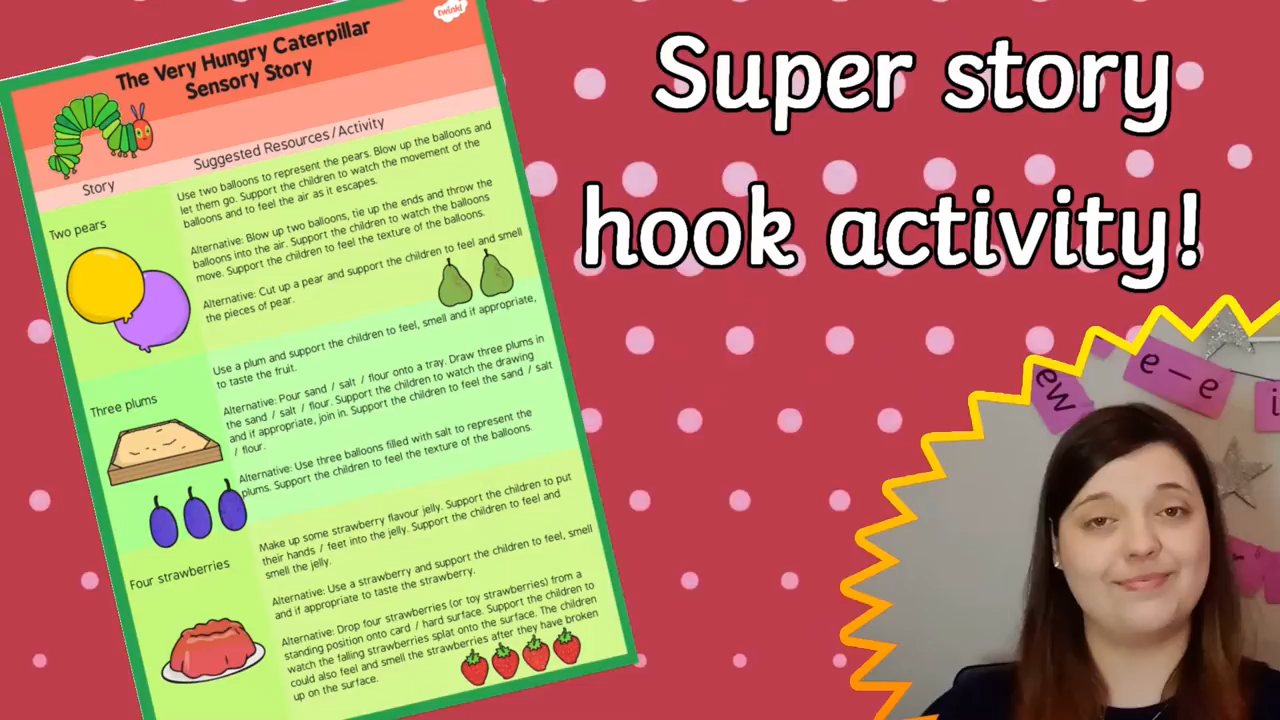 twinkl
The Very Hungry Caterpillar
Sensory Story
Story
Suggested Resources / Activity
Two pears
Use two balloons to represent the pears. Blow up the balloons and
let them go. Support the children to watch the movement of the
balloons and to feel the air as it escapes.
Alternative: Blow up two balloons, tie up the ends and throw the
balloons into the air. Support the children to watch the balloons
move. Support the children to feel the texture of the balloons.
Alternative: Cut up a pear and support the children to feel and smell
the pieces of pear.
Three plums
Use a plum and support the children to feel, smell and if appropriate,
to taste the fruit.
Alternative: Pour sand / salt / flour onto a tray. Draw three plums in
the sand / salt / flour. Support the children to watch the drawing
and if appropriate, join in. Support the children to feel the sand / salt
/ flour.
Alternative: Use three balloons filled with salt to represent the
plums. Support the children to feel the texture of the balloons.
Four strawberries
Make up some strawberry flavour jelly. Support the children to put
their hands / feet into the jelly. Support the children to feel and
smell the jelly.
Alternative: Use a strawberry and support the children to feel, smell
and if appropriate to taste the strawberry.
Alternative: Drop four strawberries (or toy strawberries) from a
standing position onto card / hard surface. Support the children to
watch the falling strawberries splat onto the surface. The children
could also feel and smell the strawberries after they have broken
up on the surface.
Super story
hook activity!
ew
e–e